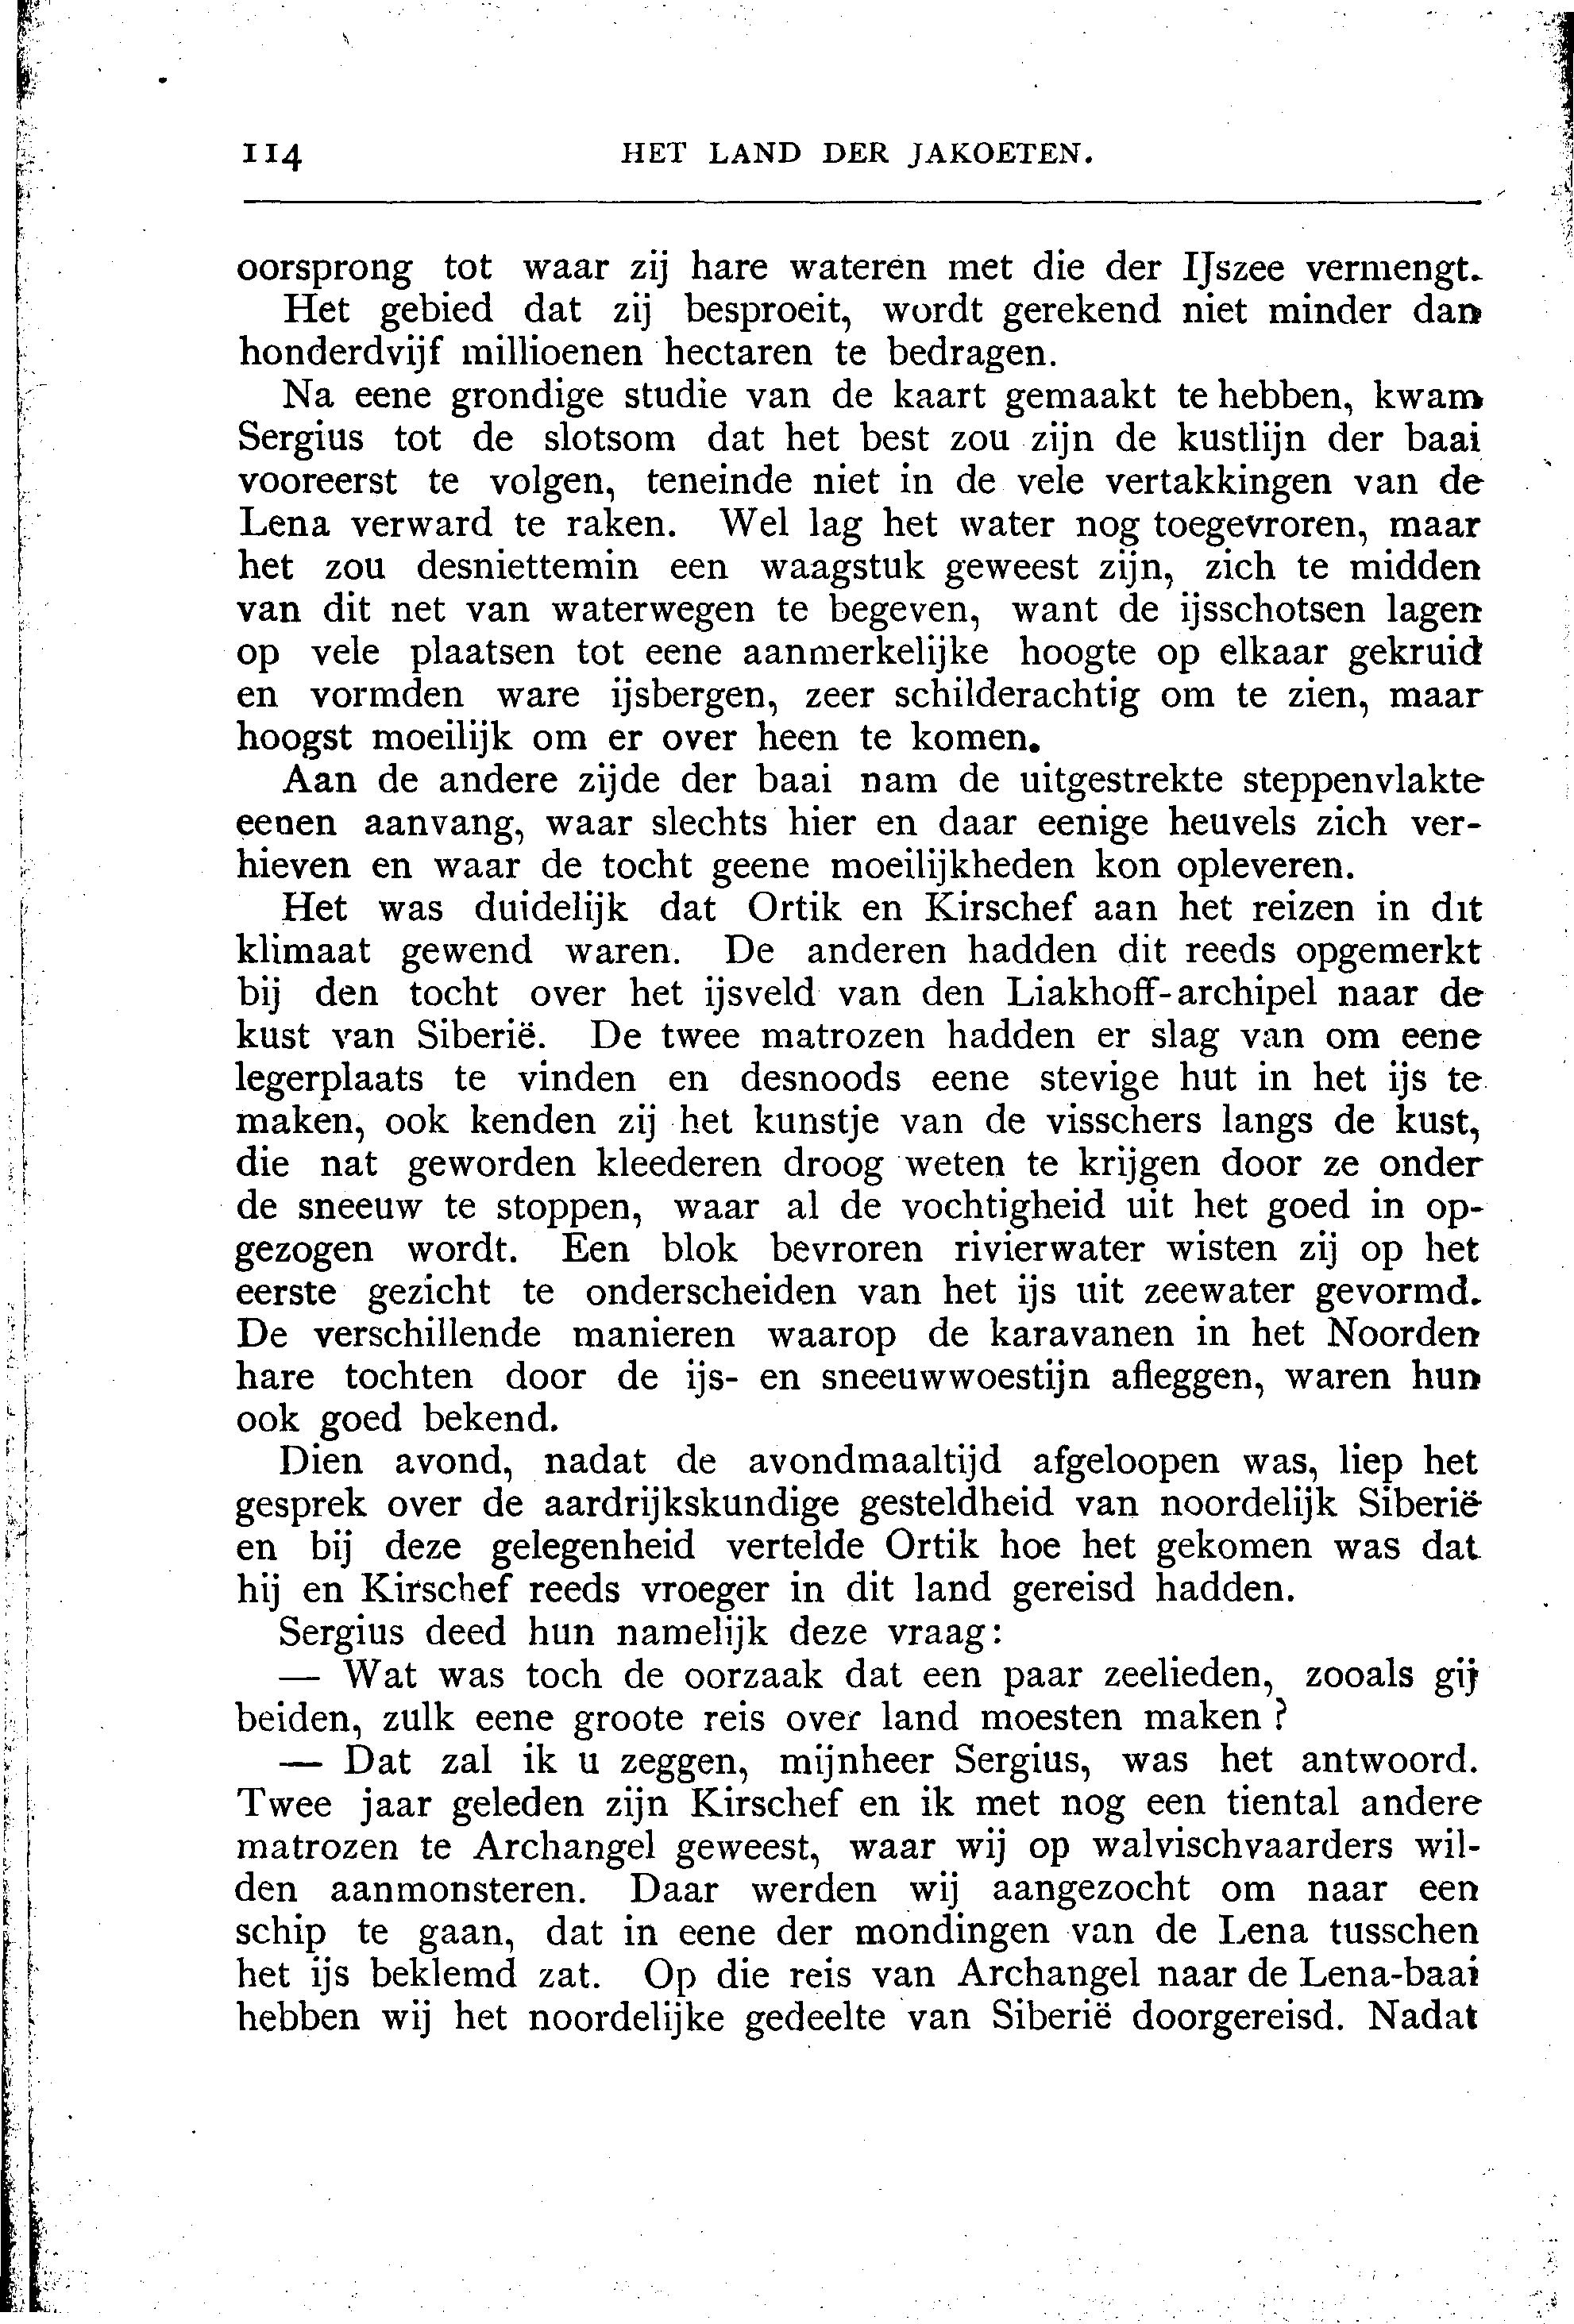 114 HET LAND DER JAKOETEN.
oorsprong tot waar zij hare wateren met die der IJszee vermengt.
Het gebied dat zij besproeit, wordt gerekend niet minder dan
honderdvijf millioenen hectaren te bedragen.
Na eene grondige studie van de kaart gemaakt te hebben, kwam
Sergius tot de slotsom dat het best zou zijn de kustlijn der baai
vooreerst te volgen, teneinde niet in de vele vertakkingen van de
Lena verward te raken. Wel lag het water nog toegevroren, maar
het zou desniettemin een waagstuk geweest zijn, zich te midden
van dit net van waterwegen te begeven, want de ijsschotsen lagen
op vele plaatsen tot eene aanmerkelijke hoogte op elkaar gekruid
en vormden ware ijsbergen, zeer schilderachtig om te zien, maar
hoogst moeilijk om er over heen te komen.
Aan de andere zijde der baai nam de uitgestrekte steppenvlakte
eenen aanvang, waar slechts hier en daar eenige heuvels zich ver-
hieven en waar de tocht geene moeilijkheden kon opleveren.
Het was duidelijk dat Ortik en Kirschef aan het reizen in dit
klimaat gewend waren. De anderen hadden dit reeds opgemerkt
bij den tocht over het ijsveld van den Liakhoff-archipel naar de
kust van Siberië. De twee matrozen hadden er slag van om eene
legerplaats te vinden en desnoods eene stevige hut in het ijs te
maken, ook kenden zij het kunstje van de visschers langs de kust,
die nat geworden kleederen droog weten te krijgen door ze onder
de sneeuw te stoppen, waar al de vochtigheid uit het goed in op-
gezogen wordt. Een blok bevroren rivierwater wisten zij op het
eerste gezicht te onderscheiden van het ijs uit zeewater gevormd.
De verschillende manieren waarop de karavanen in het Noorden
hare tochten door de ijs- en sneeuwwoestijn afleggen, waren hun
ook goed bekend.
Dien avond, nadat de avondmaaltijd afgeloopen was, liep het
gesprek over de aardrijkskundige gesteldheid van noordelijk Siberië
en bij deze gelegenheid vertelde Ortik hoe het gekomen was dat
hij en Kirschef reeds vroeger in dit land gereisd hadden.
Sergius deed hun namelijk deze vraag:
— Wat was toch de oorzaak dat een paar zeelieden, zooals gij
beiden, zulk eene groote reis over land moesten maken?
— Dat zal ik u zeggen, mijnheer Sergius, was het antwoord.
Twee jaar geleden zijn Kirschef en ik met nog een tiental andere
matrozen te Archangel geweest, waar wij op walvischvaarders wil-
den aanmonsteren. Daar werden wij aangezocht om naar een
schip te gaan, dat in eene der mondingen van de Lena tusschen
het ijs beklemd zat. Op die reis van Archangel naar de Lena-baai
hebben wij het noordelijke gedeelte van Siberië doorgereisd. Nadat